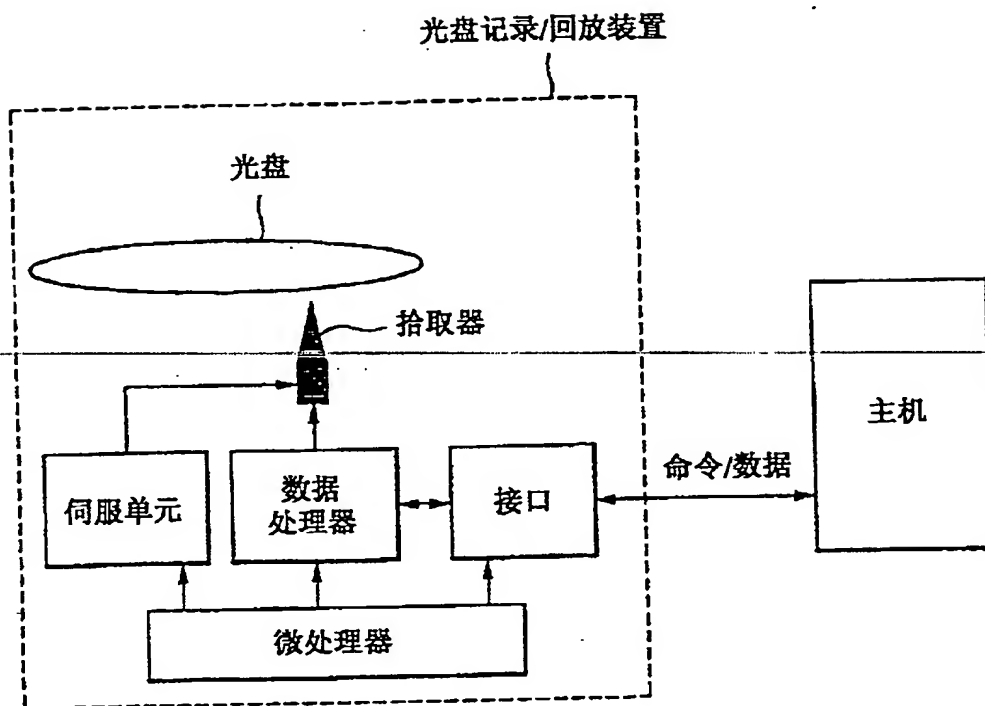 光盘记录/回放装置
光盘
拾取器
主机
命令/数据
伺服单元
数据
处理器
接口
微处理器